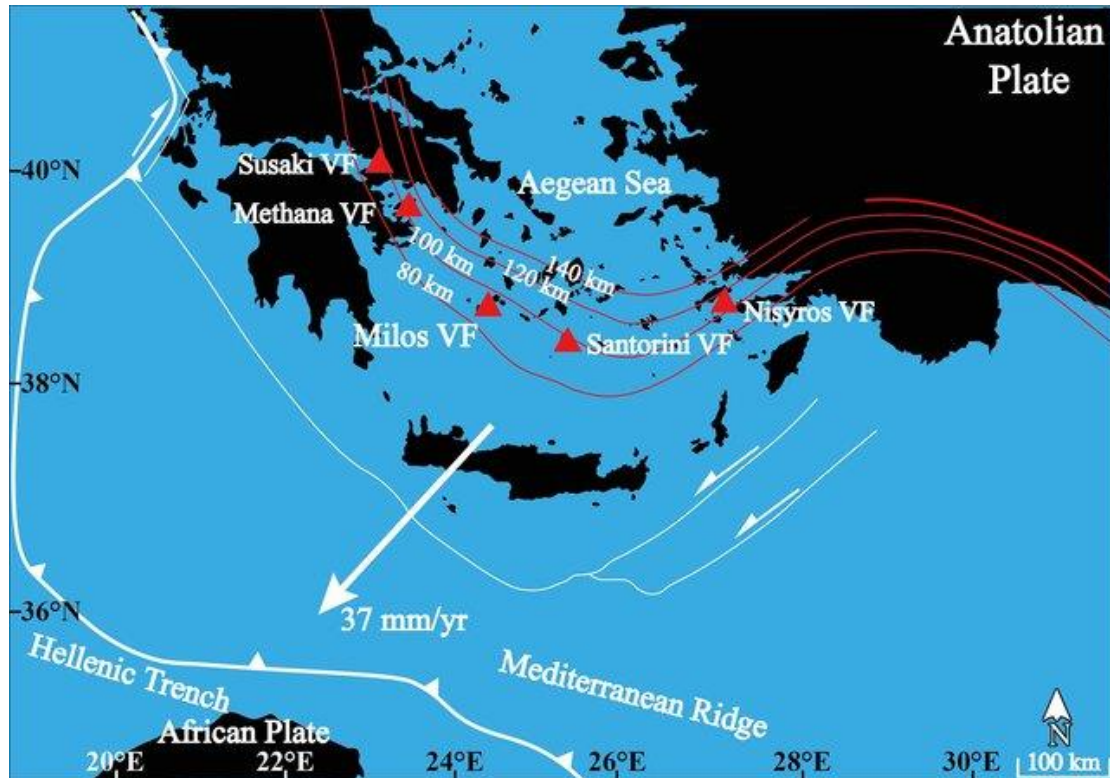 Anatolian
Plate
40°N
Susaki VF
Aegean Sea
Methana VF
100 km
120 km
140 km
80 km
Milos VF
Nisyros VF
Santorini VF
38°N
36°N
37 mm/yr
Hellenic Trench
Mediterranean Ridge
African Plate
N
20°E
22°E
24°E
26°E
28°E
30°E
100 km